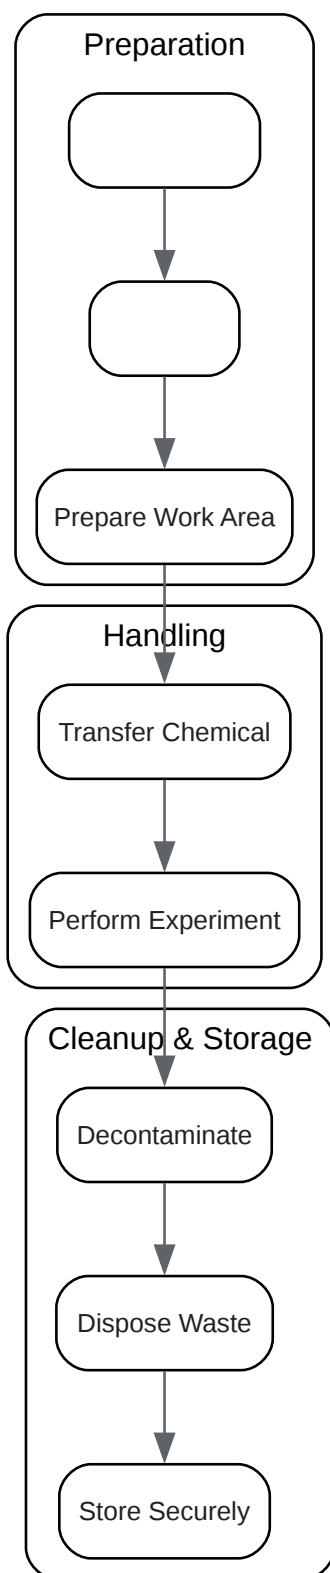 Preparation
Prepare Work Area
Handling
Transfer Chemical
Perform Experiment
Cleanup & Storage
Decontaminate
Dispose Waste
Store Securely